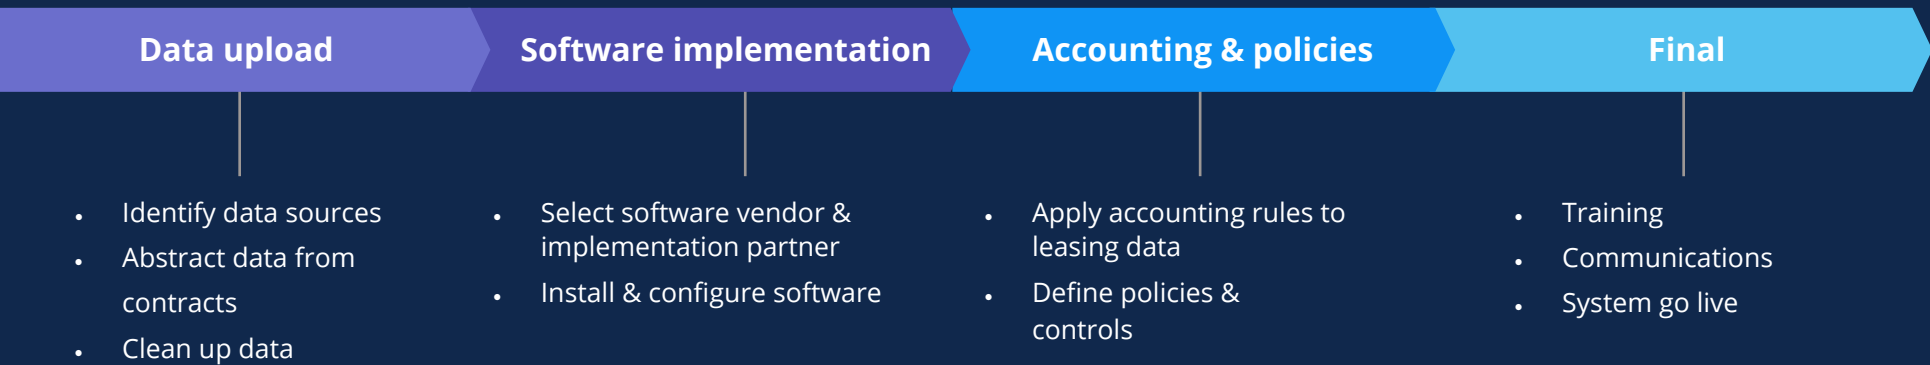 Data upload
Software implementation
Accounting & policies
Final
• Identify data sources
• Abstract data from
contracts
• Clean up data
• Select software vendor &
implementation partner
• Install & configure software
• Apply accounting rules to
leasing data
• Define policies &
controls
• Training
• Communications
• System go live